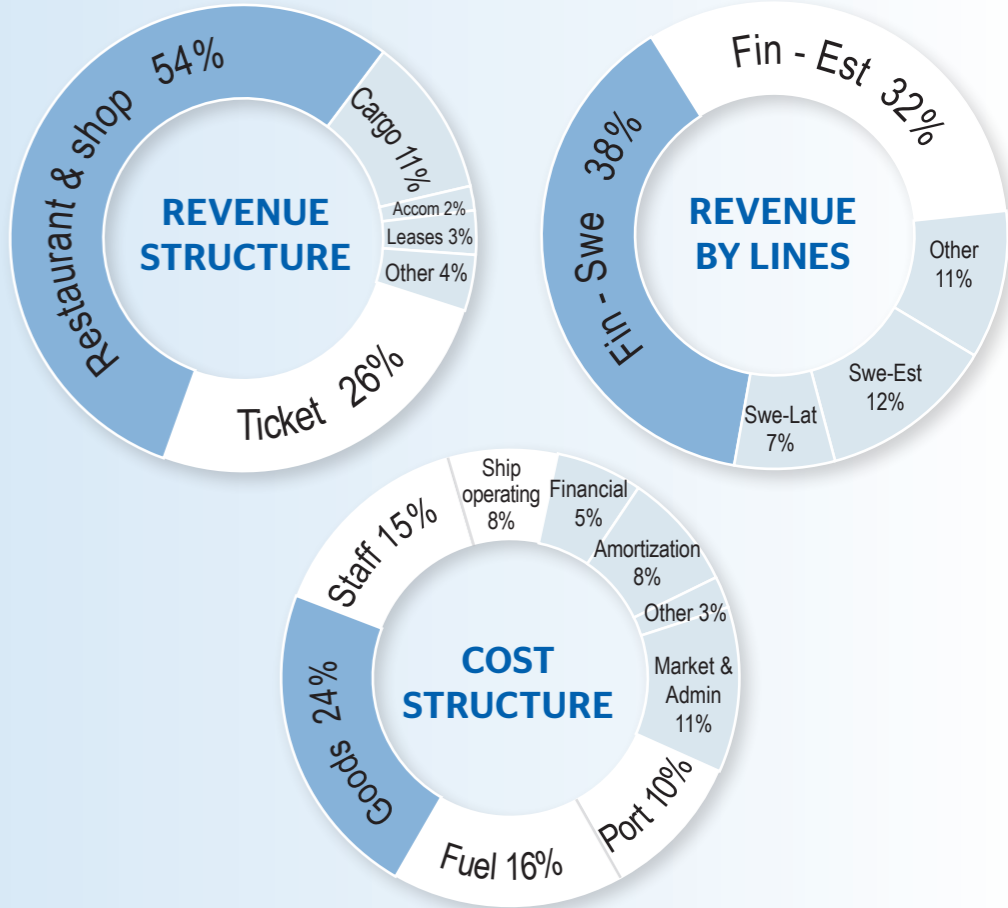 Restaurant & shop 54%
Cargo 11%
Accom 2%
Leases 3%
Other 4%
Ticket 26%
REVENUE
STRUCTURE
Fin - Swe 38%
Fin - Est 32%
Other
11%
Swe-Est
12%
Swe-Lat
7%
REVENUE
BY LINES
Staff 15%
Ship
operating
8%
Financial
5%
Amortization
8%
Other 3%
Market &
Admin
11%
Port 10%
Fuel 16%
Goods 24%
COST
STRUCTURE